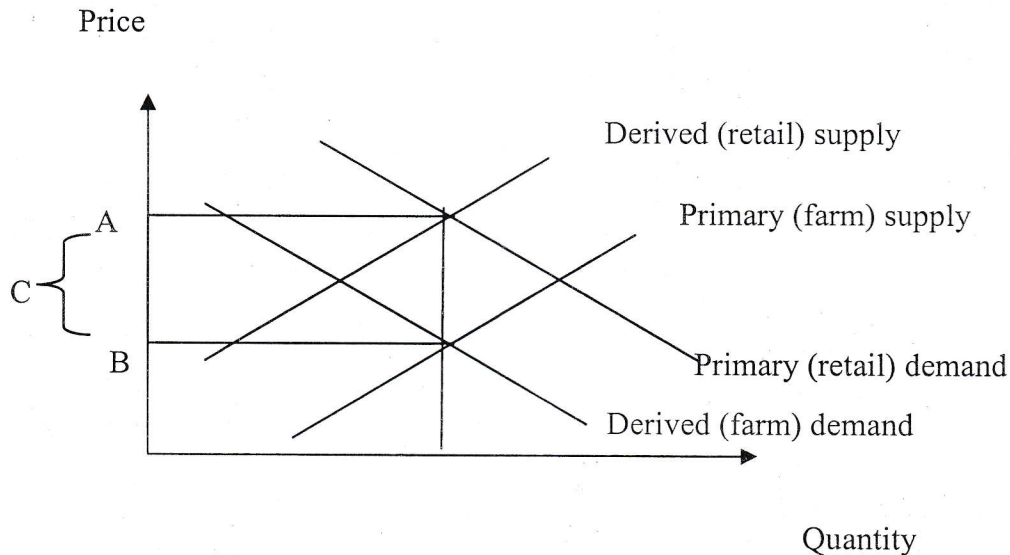 Price
Derived (retail) supply
A
Primary (farm) supply
C
B
Primary (retail) demand
Derived (farm) demand
Quantity